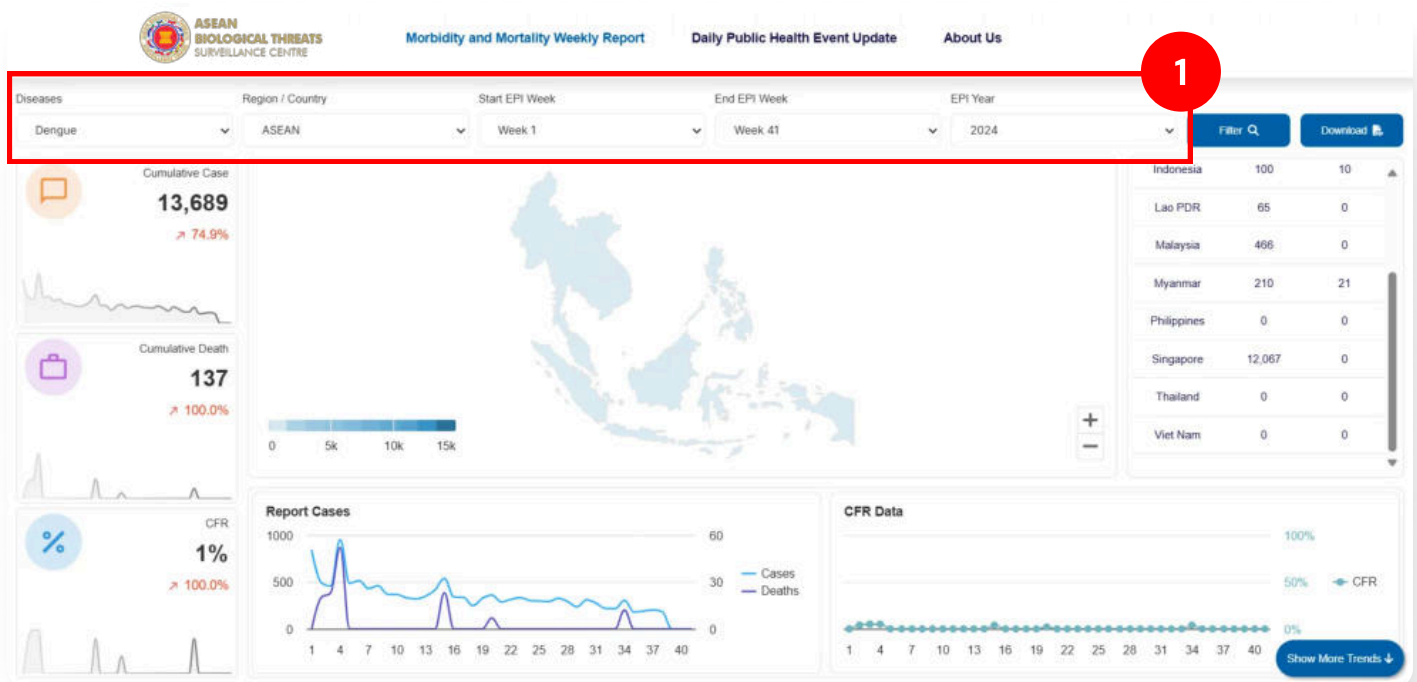 ASEAN
BIOLOGICAL THREATS
SURVEILLANCE CENTRE
Morbidity and Mortality Weekly Report
Daily Public Health Event Update
About Us
1
Diseases
Region / Country
Start EPI Week
End EPI Week
EPI Year
Dengue
ASEAN
Week 1
Week 41
2024
Filter
Download
Cumulative Case
13,689
74.9%
Cumulative Death
137
100.0%
CFR
1%
100.0%
0 5k 10k 15k
+
−
Indonesia 100 10
Lao PDR 65 0
Malaysia 466 0
Myanmar 210 21
Philippines 0 0
Singapore 12,067 0
Thailand 0 0
Viet Nam 0 0
Report Cases
1000 60
500 30
0 0
Cases
Deaths
1 4 7 10 13 16 19 22 25 28 31 34 37 40
CFR Data
100%
50%
0%
CFR
1 4 7 10 13 16 19 22 25 28 31 34 37 40
Show More Trends